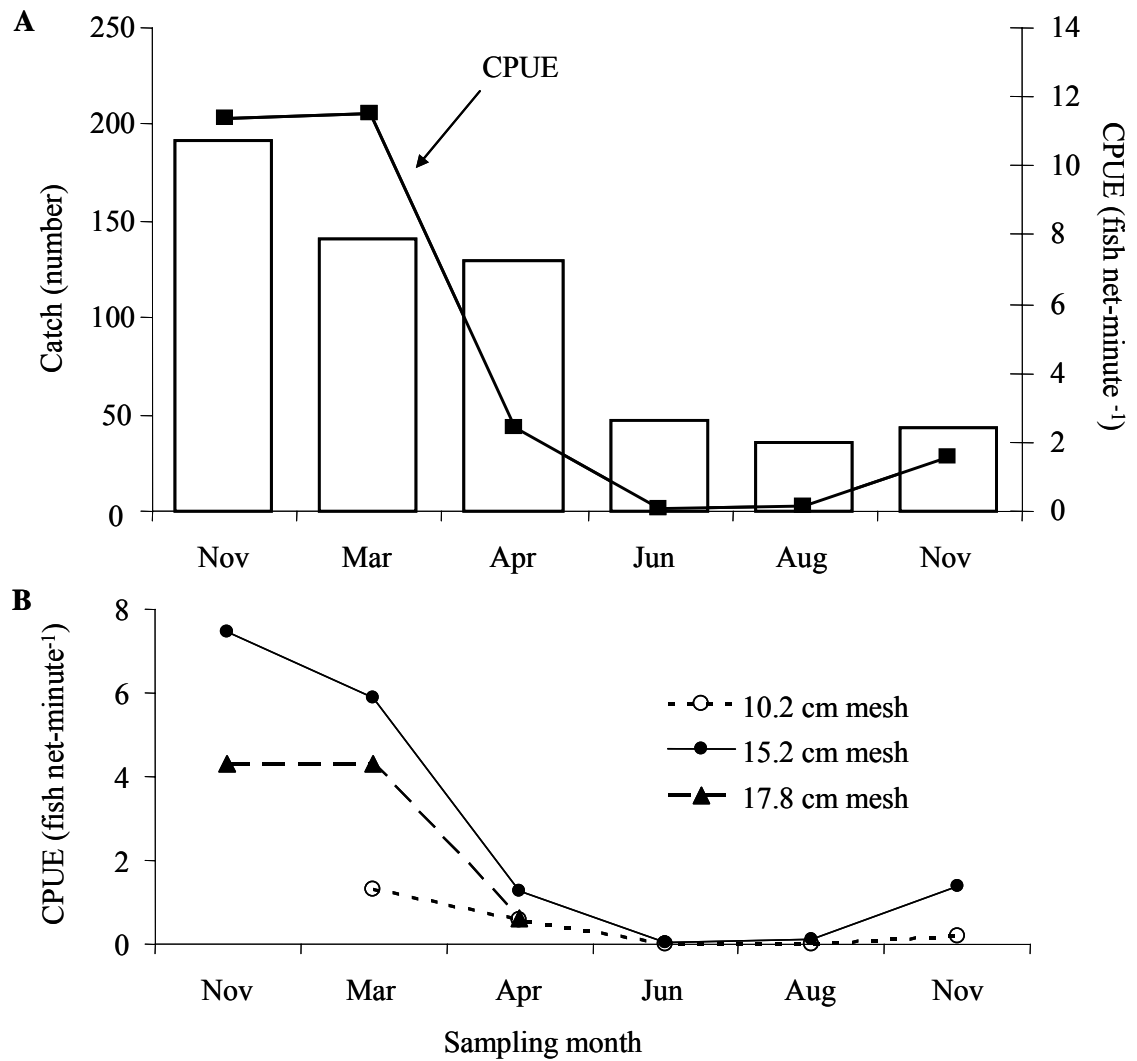 A
CPUE
Catch (number)
250
200
150
100
50
0
14
12
10
8
6
4
2
0
CPUE (fish net-minute ⁻¹)
Nov Mar Apr Jun Aug Nov
B
CPUE (fish net-minute⁻¹)
8
6
4
2
0
10.2 cm mesh
15.2 cm mesh
17.8 cm mesh
Nov Mar Apr Jun Aug Nov
Sampling month